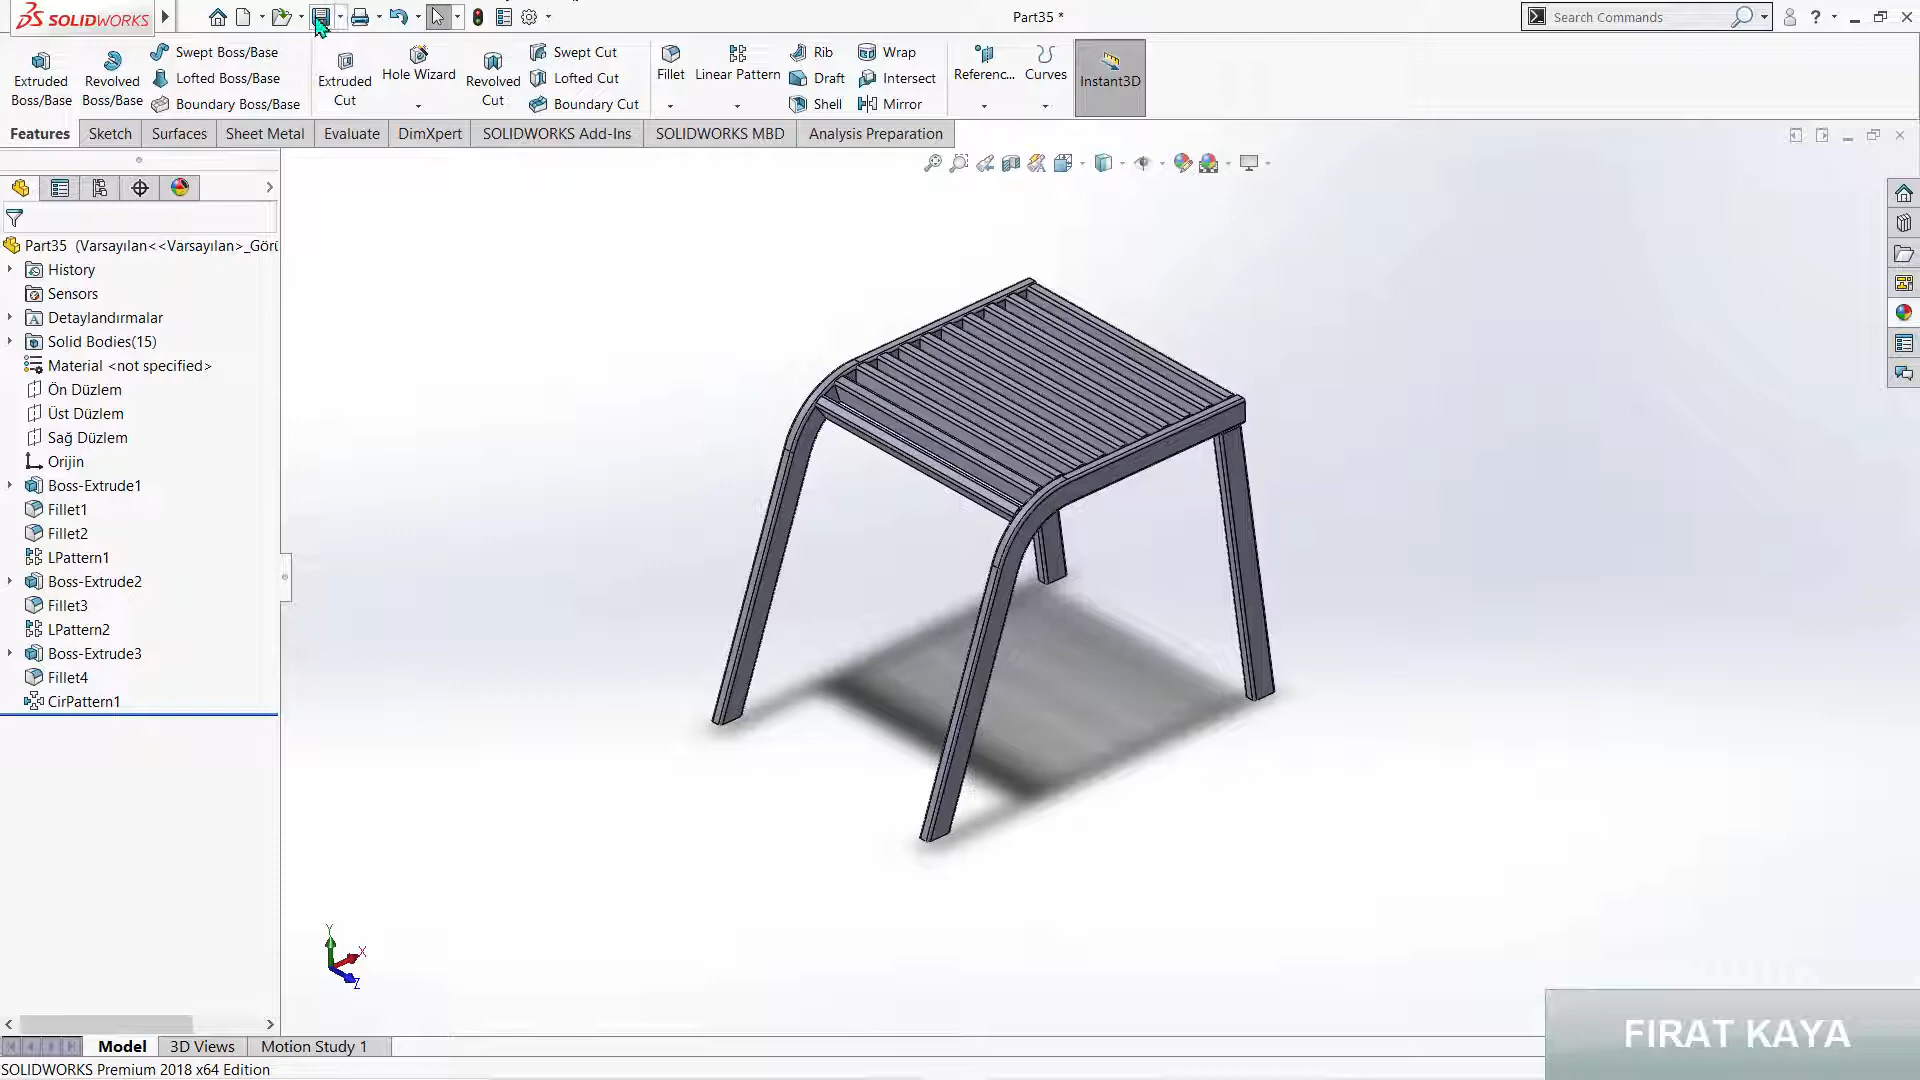 SOLIDWORKS
Part35 *
Search Commands
Extruded Boss/Base
Revolved Boss/Base
Swept Boss/Base
Lofted Boss/Base
Boundary Boss/Base
Extruded Cut
Hole Wizard
Revolved Cut
Swept Cut
Lofted Cut
Boundary Cut
Fillet
Linear Pattern
Rib
Draft
Shell
Wrap
Intersect
Mirror
Referenc...
Curves
Instant3D
Features
Sketch
Surfaces
Sheet Metal
Evaluate
DimXpert
SOLIDWORKS Add-Ins
SOLIDWORKS MBD
Analysis Preparation
Part35 (Varsayılan<<Varsayılan>_Görü
History
Sensors
Detaylandırmalar
Solid Bodies(15)
Material <not specified>
Ön Düzlem
Üst Düzlem
Sağ Düzlem
Orijin
Boss-Extrude1
Fillet1
Fillet2
LPattern1
Boss-Extrude2
Fillet3
LPattern2
Boss-Extrude3
Fillet4
CirPattern1
Y
X
Z
Model
3D Views
Motion Study 1
SOLIDWORKS Premium 2018 x64 Edition
FIRAT KAYA